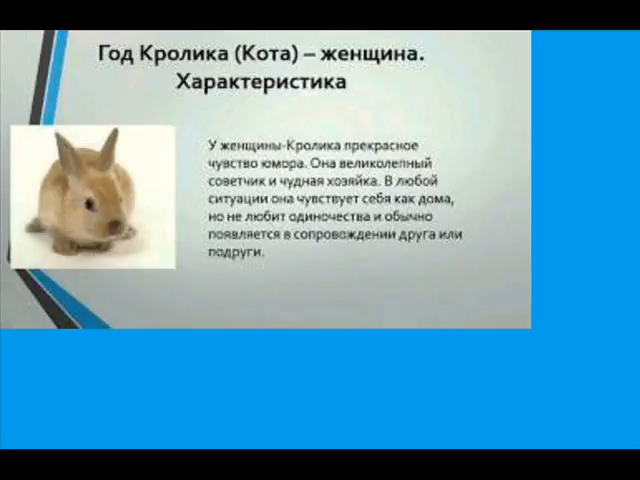 Год Кролика (Кота) – женщина.
Характеристика
У женщины-Кролика прекрасное
чувство юмора. Она великолепный
советчик и чудная хозяйка. В любой
ситуации она чувствует себя как дома,
но не любит одиночества и обычно
появляется в сопровождении друга или
подруги.